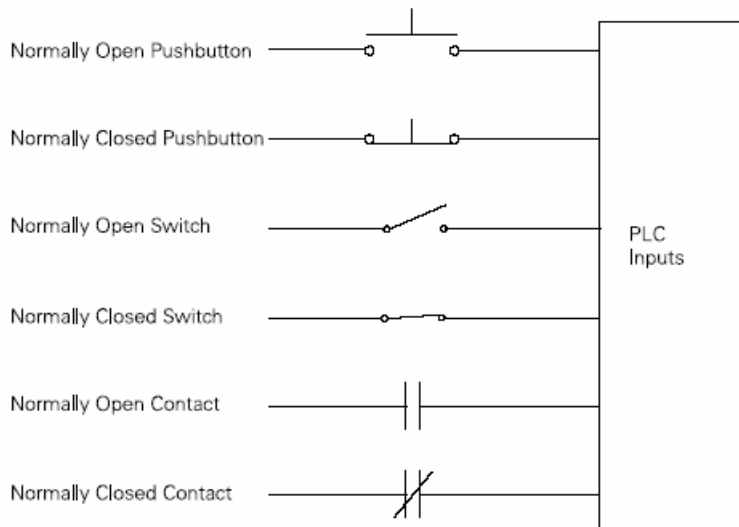 Normally Open Pushbutton
Normally Closed Pushbutton
Normally Open Switch
PLC
Inputs
Normally Closed Switch
Normally Open Contact
Normally Closed Contact